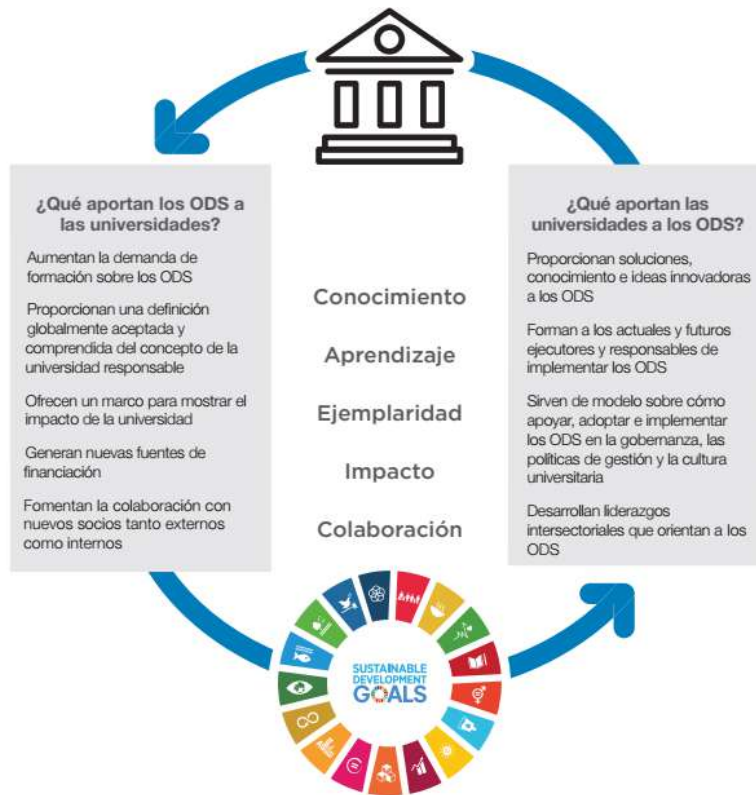 ¿Qué aportan los ODS a
las universidades?
Aumentan la demanda de
formación sobre los ODS
Proporcionan una definición
globalmente aceptada y
comprendida del concepto de la
universidad responsable
Ofrecen un marco para mostrar el
impacto de la universidad
Generan nuevas fuentes de
financiación
Fomentan la colaboración con
nuevos socios tanto externos
como internos
Conocimiento
Aprendizaje
Ejemplaridad
Impacto
Colaboración
¿Qué aportan las
universidades a los ODS?
Proporcionan soluciones,
conocimiento e ideas innovadoras
a los ODS
Forman a los actuales y futuros
ejecutores y responsables de
implementar los ODS
Sirven de modelo sobre cómo
apoyar, adoptar e implementar
los ODS en la gobernanza, las
políticas de gestión y la cultura
universitaria
Desarrollan liderazgos
intersectoriales que orientan a los
ODS
SUSTAINABLE
DEVELOPMENT
GOALS